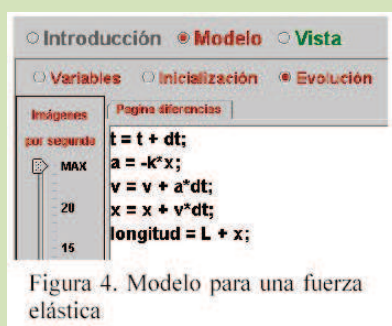 Introducción Modelo Vista
Variables Inicialización Evolución
Imágenes
por segundo
MAX
20
15
Pagina diferencias
t = t + dt;
a = -k*x;
v = v + a*dt;
x = x + v*dt;
longitud = L + x;
Figura 4. Modelo para una fuerza
elástica